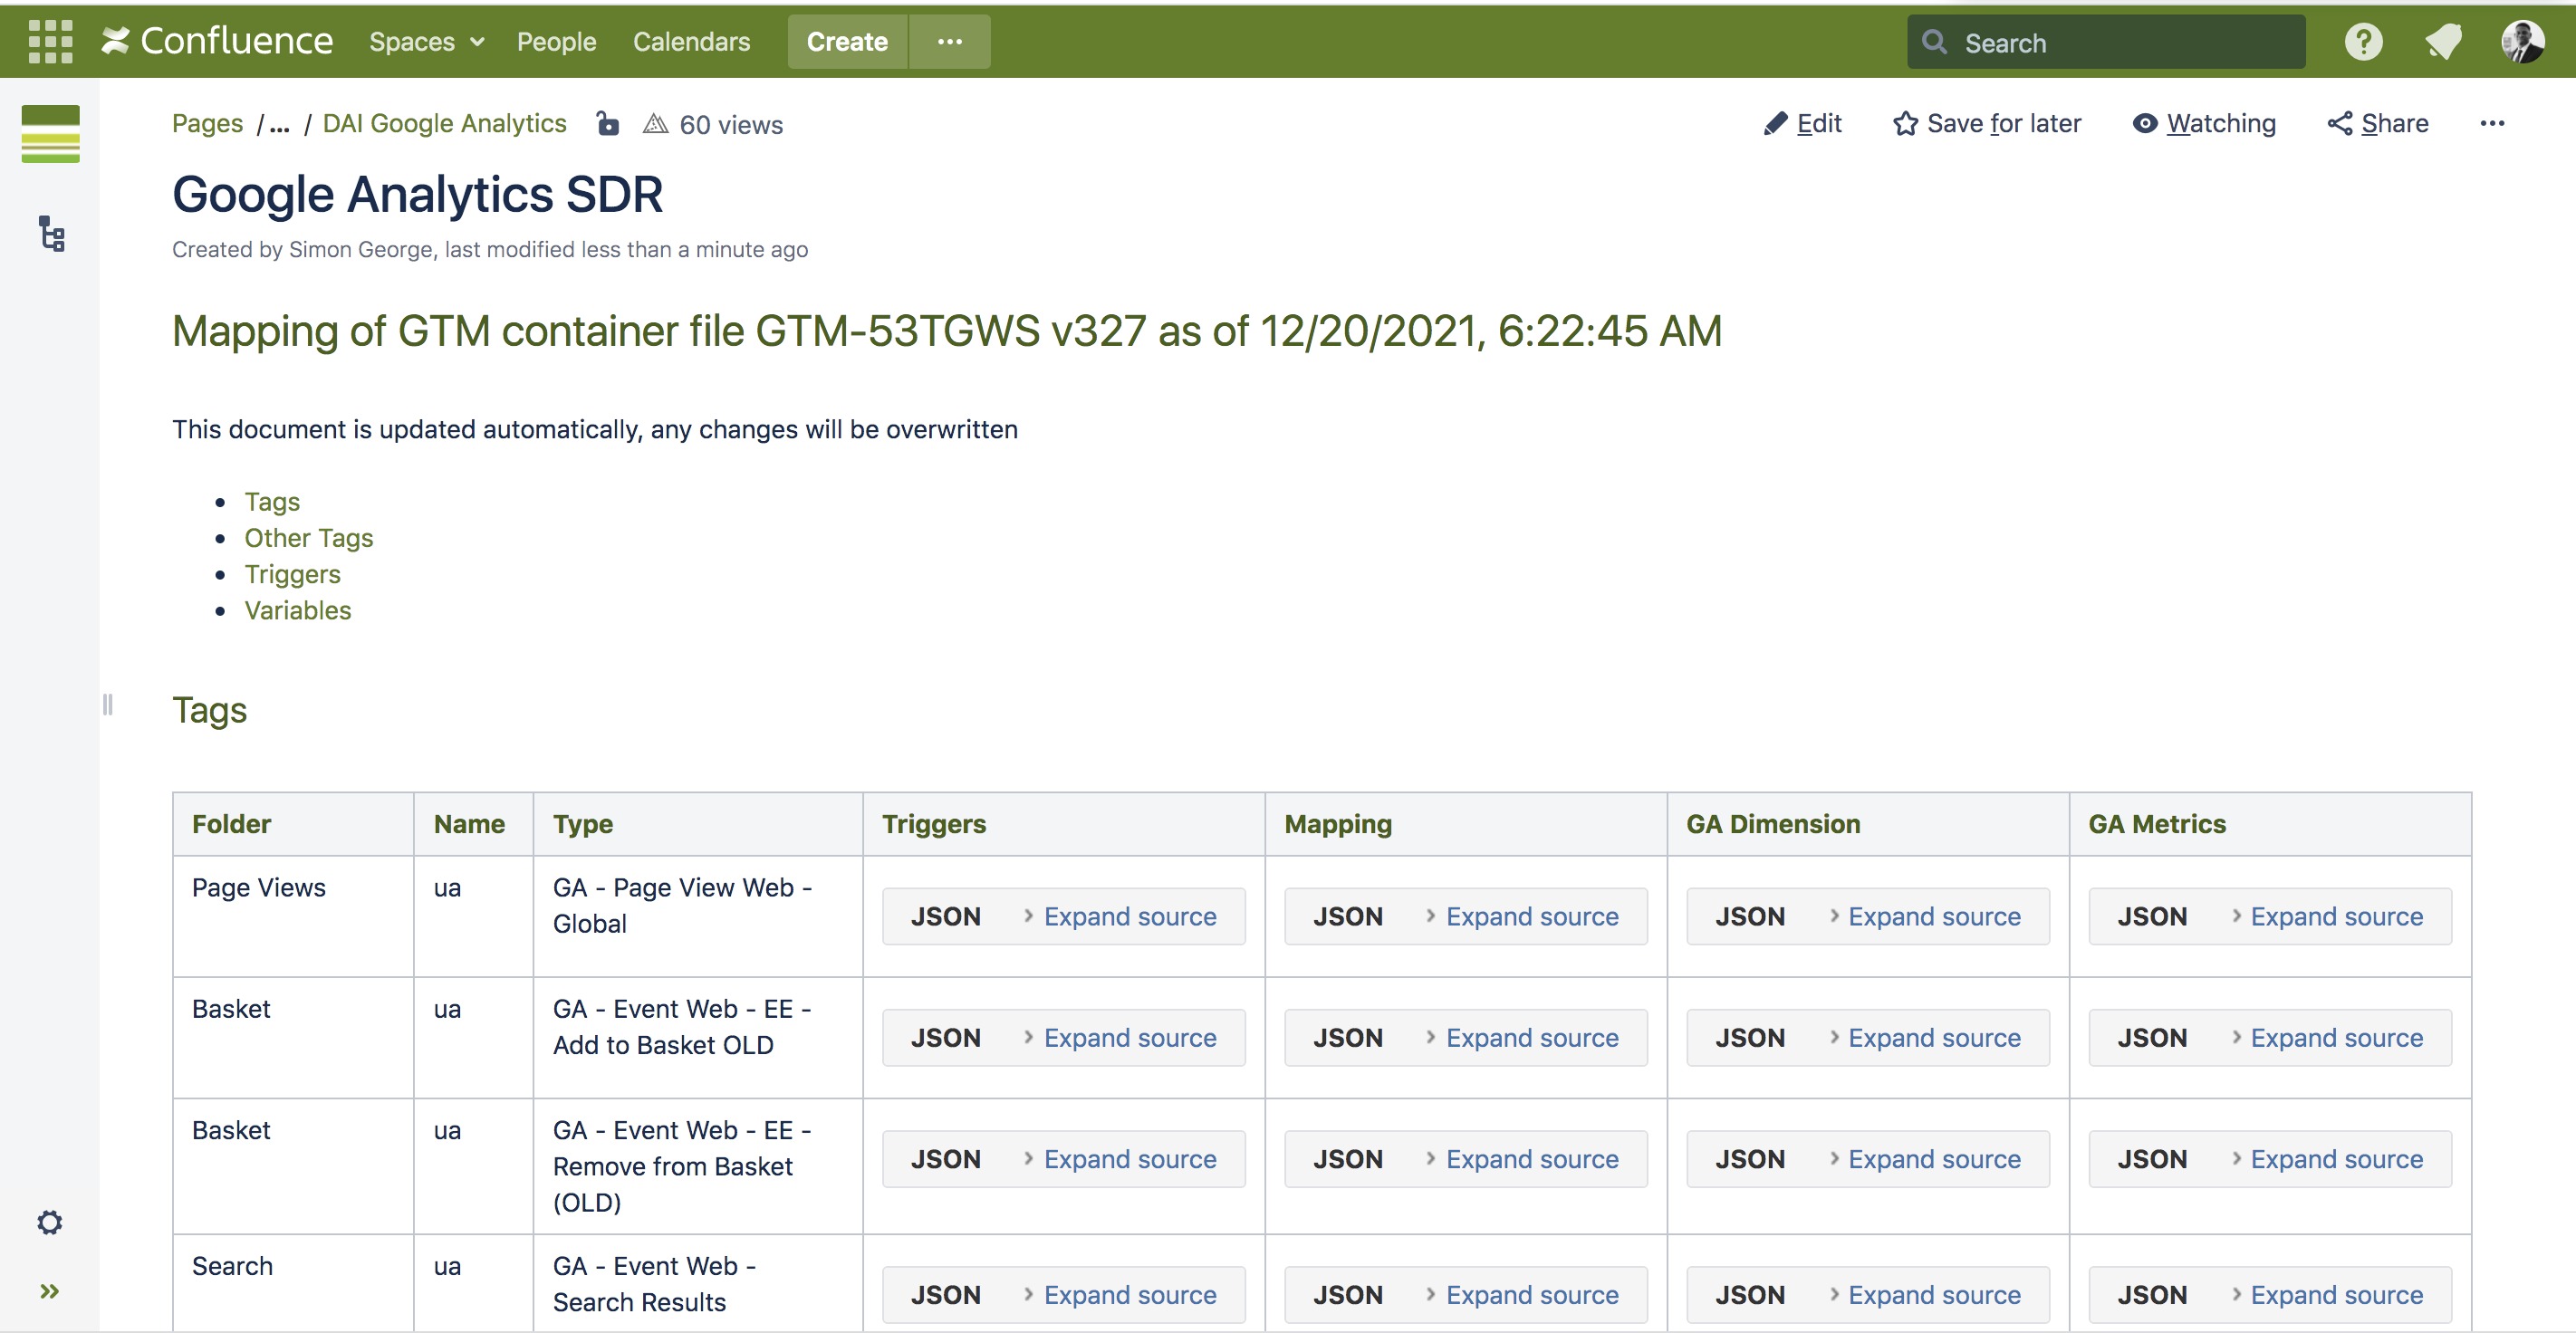 Confluence Spaces People Calendars Create ··· Search ?
Pages / ... / DAI Google Analytics 60 views Edit Save for later Watching Share ···
Google Analytics SDR
Created by Simon George, last modified less than a minute ago
Mapping of GTM container file GTM-53TGWS v327 as of 12/20/2021, 6:22:45 AM
This document is updated automatically, any changes will be overwritten
• Tags
• Other Tags
• Triggers
• Variables
Tags
Folder Name Type Triggers Mapping GA Dimension GA Metrics
Page Views ua GA - Page View Web -
Global
JSON Expand source JSON Expand source JSON Expand source JSON Expand source
Basket ua GA - Event Web - EE -
Add to Basket OLD
JSON Expand source JSON Expand source JSON Expand source JSON Expand source
Basket ua GA - Event Web - EE -
Remove from Basket
(OLD)
JSON Expand source JSON Expand source JSON Expand source JSON Expand source
Search ua GA - Event Web -
Search Results
JSON Expand source JSON Expand source JSON Expand source JSON Expand source